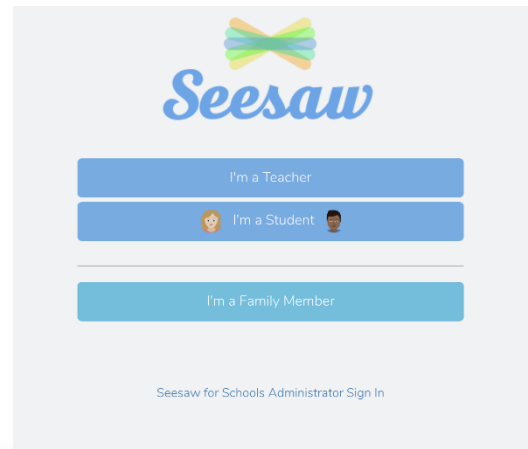 Seesaw
I'm a Teacher
I'm a Student
I'm a Family Member
Seesaw for Schools Administrator Sign In